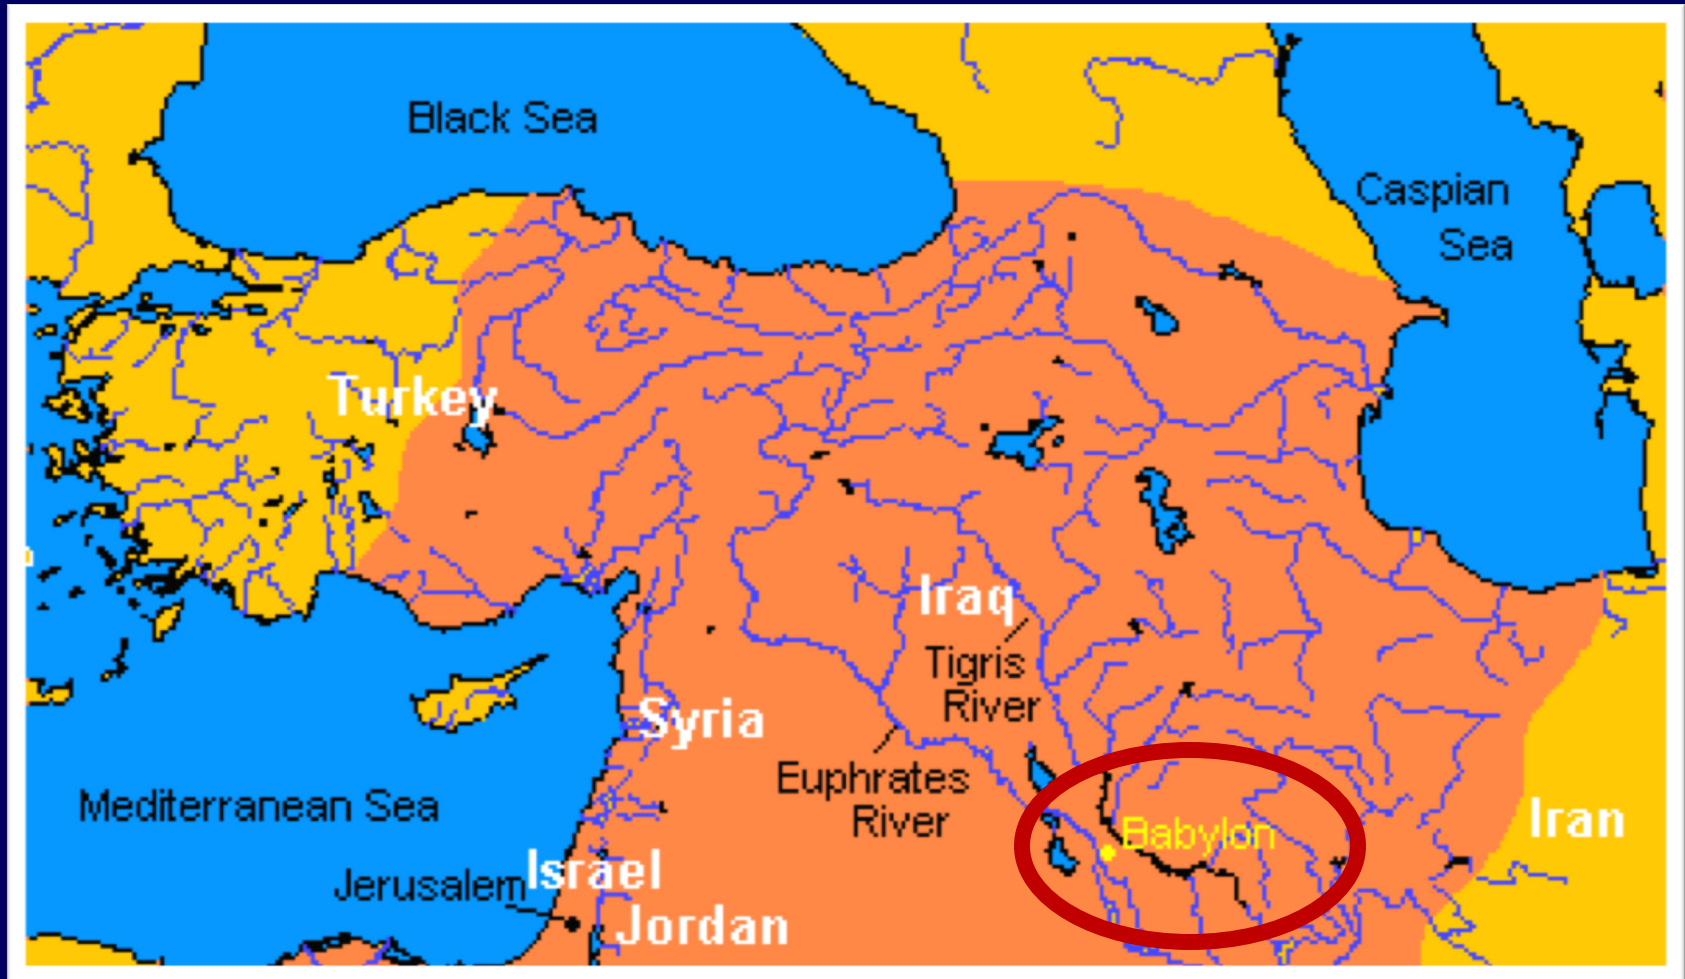 Black Sea
Caspian
Sea
Turkey
Iraq
Tigris
River
Syria
Euphrates
River
Mediterranean Sea
Babylon
Iran
Israel
Jerusalem
Jordan